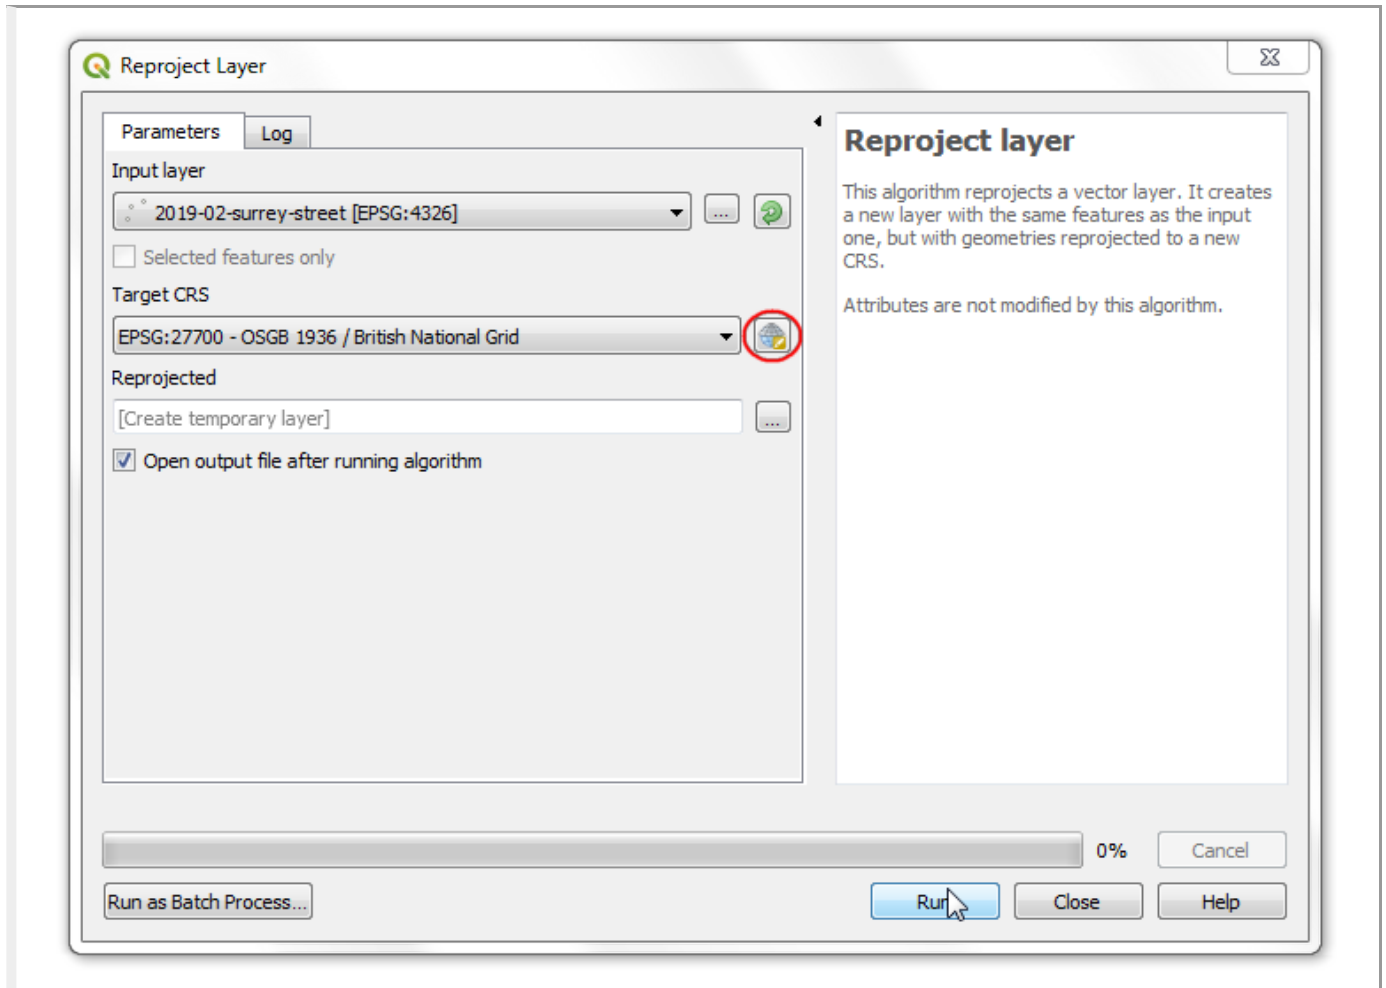 Reproject Layer
Parameters
Log
Input layer
2019-02-surrey-street [EPSG:4326]
...
Selected features only
Target CRS
EPSG:27700 - OSGB 1936 / British National Grid
Reprojected
[Create temporary layer]
...
Open output file after running algorithm
Reproject layer
This algorithm reprojects a vector layer. It creates
a new layer with the same features as the input
one, but with geometries reprojected to a new
CRS.
Attributes are not modified by this algorithm.
0%
Cancel
Run as Batch Process...
Run
Close
Help